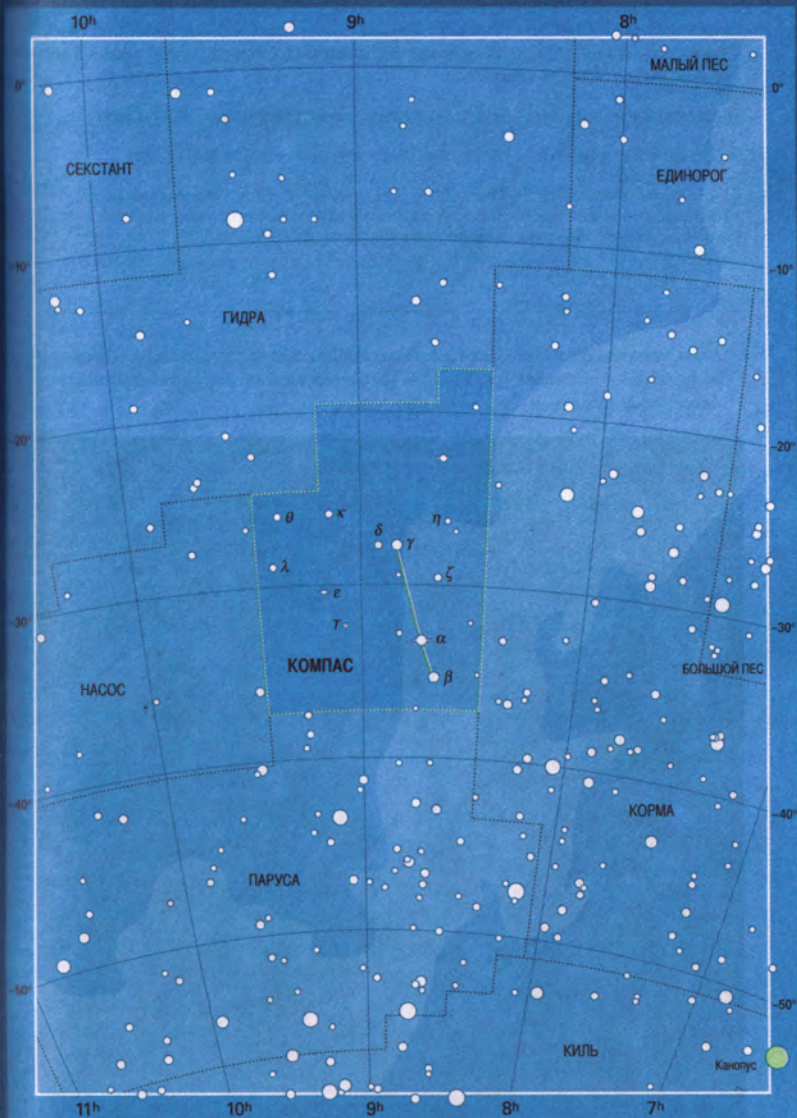 10ʰ 9ʰ 8ʰ
МАЛЫЙ ПЕС
0° 0°
СЕКСТАНТ
ЕДИНОРОГ
-10° -10°
ГИДРА
-20° -20°
θ κ η
δ γ
λ ζ
ε
τ α
-30° -30°
КОМПАС
БОЛЬШОЙ ПЕС
β
НАСОС
-40° -40°
КОРМА
ПАРУСА
-50° -50°
КИЛЬ
Канопус
11ʰ 10ʰ 9ʰ 8ʰ 7ʰ